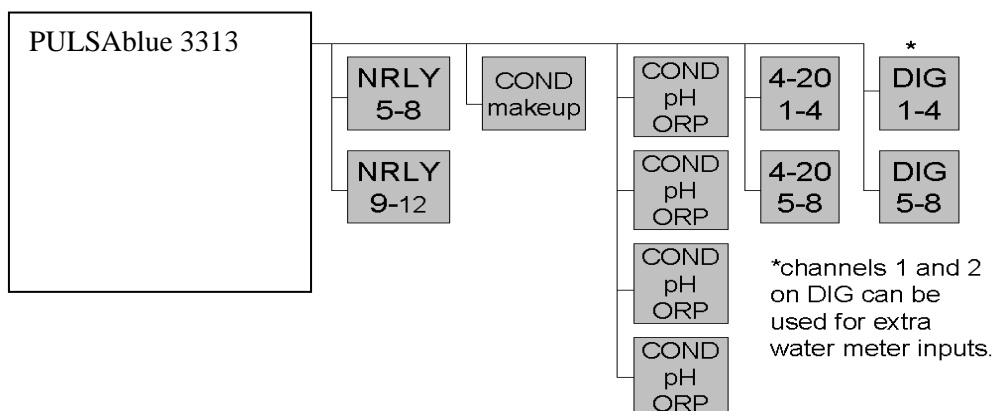 PULSAblue 3313
*
NRLY
5-8
NRLY
9-12
COND
makeup
COND
pH
ORP
COND
pH
ORP
COND
pH
ORP
COND
pH
ORP
4-20
1-4
4-20
5-8
DIG
1-4
DIG
5-8
*channels 1 and 2
on DIG can be
used for extra
water meter inputs.